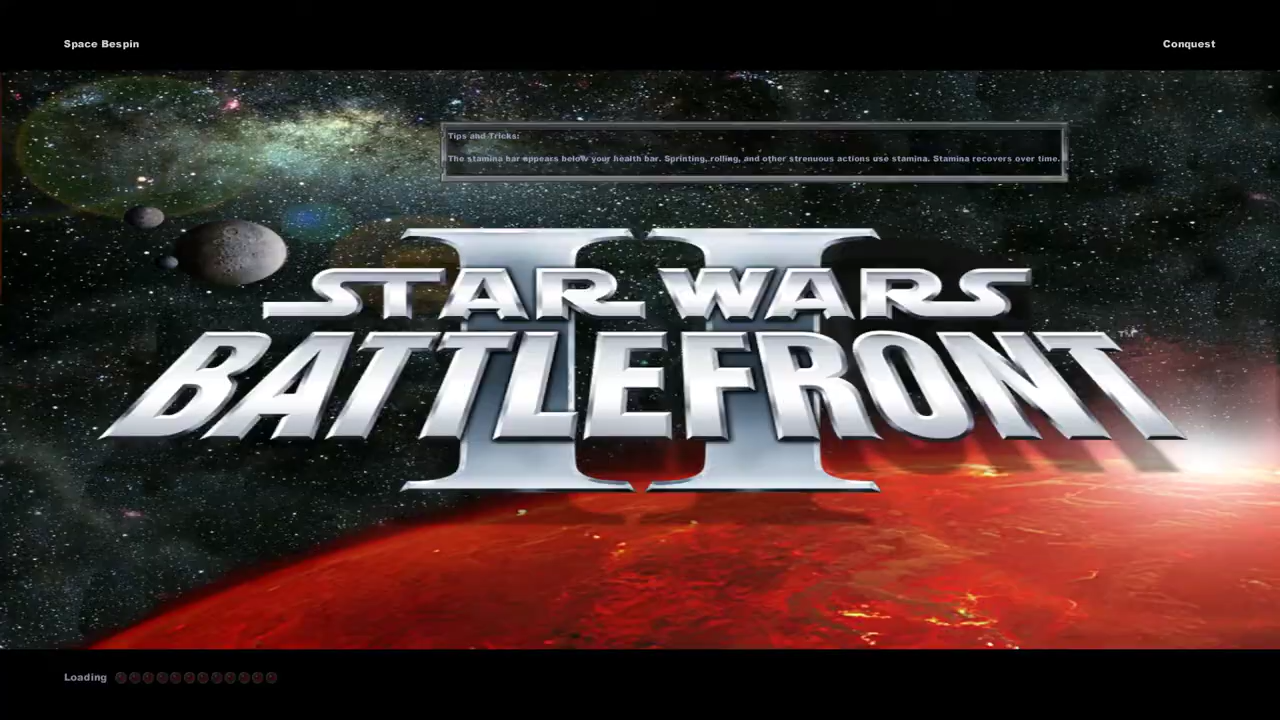 Space Bespin
Conquest
Tips and Tricks:
The stamina bar appears below your health bar. Sprinting, rolling, and other strenuous actions use stamina. Stamina recovers over time.
II
STAR WARS
BATTLEFRONT
TM
Loading